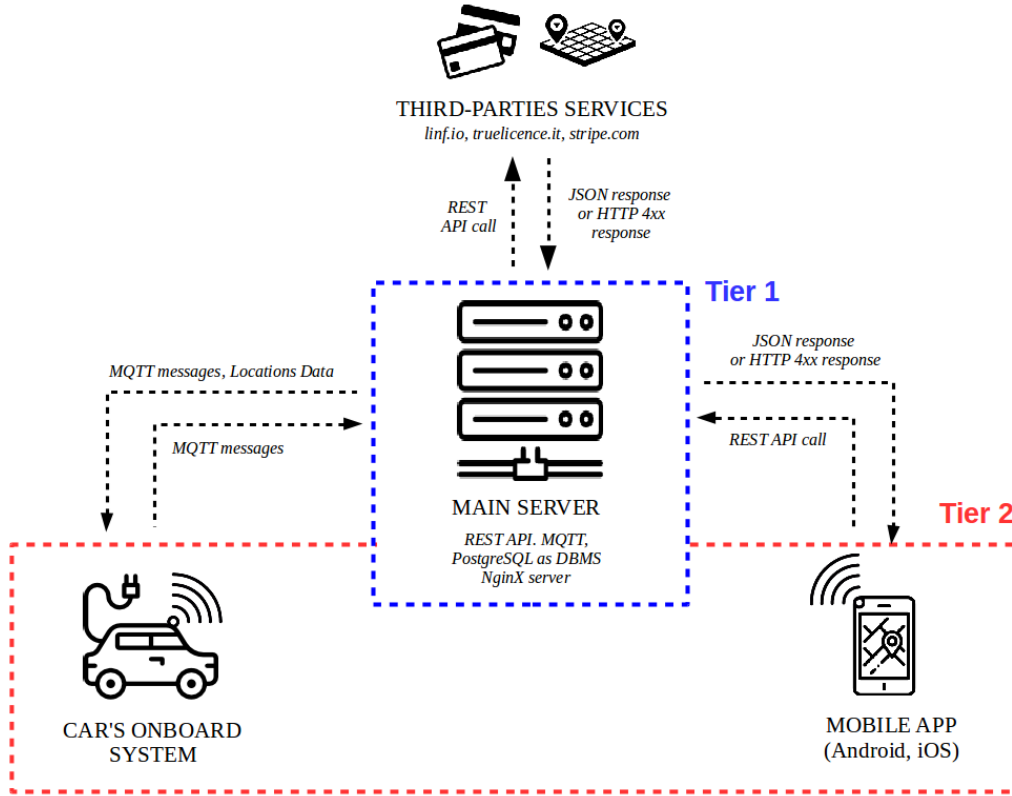 THIRD-PARTIES SERVICES
linf.io, truelicence.it, stripe.com
REST
API call
JSON response
or HTTP 4xx
response
Tier 1
MQTT messages, Locations Data
MQTT messages
JSON response
or HTTP 4xx response
REST API call
MAIN SERVER
REST API. MQTT,
PostgreSQL as DBMS
NginX server
Tier 2
CAR'S ONBOARD
SYSTEM
MOBILE APP
(Android, iOS)